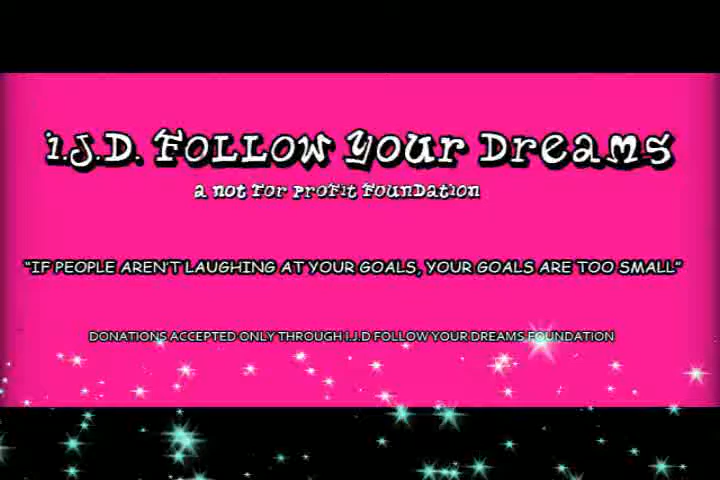 I.J.D. Follow Your Dreams
a not for profit foundation
“IF PEOPLE AREN'T LAUGHING AT YOUR GOALS, YOUR GOALS ARE TOO SMALL”
DONATIONS ACCEPTED ONLY THROUGH I.J.D FOLLOW YOUR DREAMS FOUNDATION